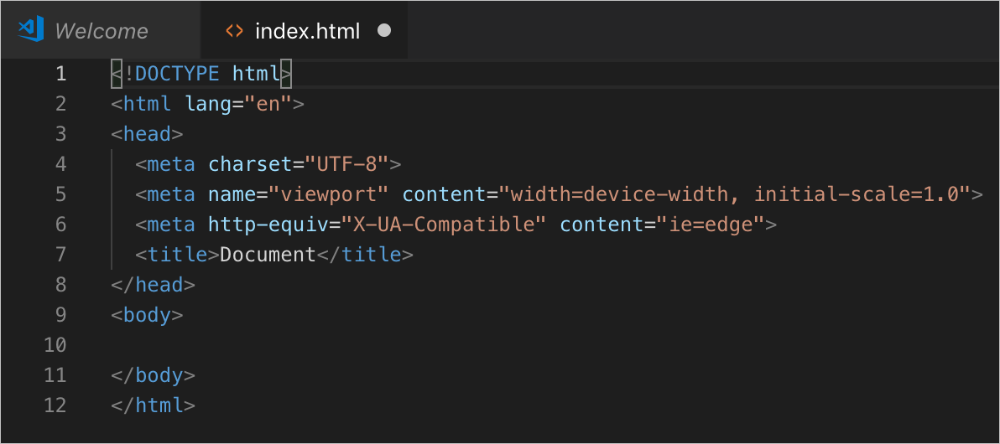 Welcome
index.html
1 <!DOCTYPE html>
2 <html lang="en">
3 <head>
4   <meta charset="UTF-8">
5   <meta name="viewport" content="width=device-width, initial-scale=1.0">
6   <meta http-equiv="X-UA-Compatible" content="ie=edge">
7   <title>Document</title>
8 </head>
9 <body>
10
11 </body>
12 </html>